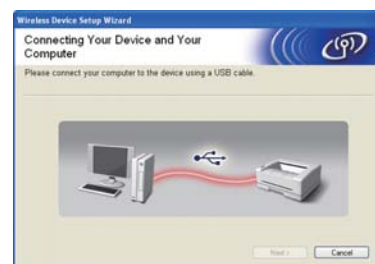 Wireless Device Setup Wizard
Connecting Your Device and Your
Computer
Please connect your computer to the device using a USB cable.
Next >
Cancel